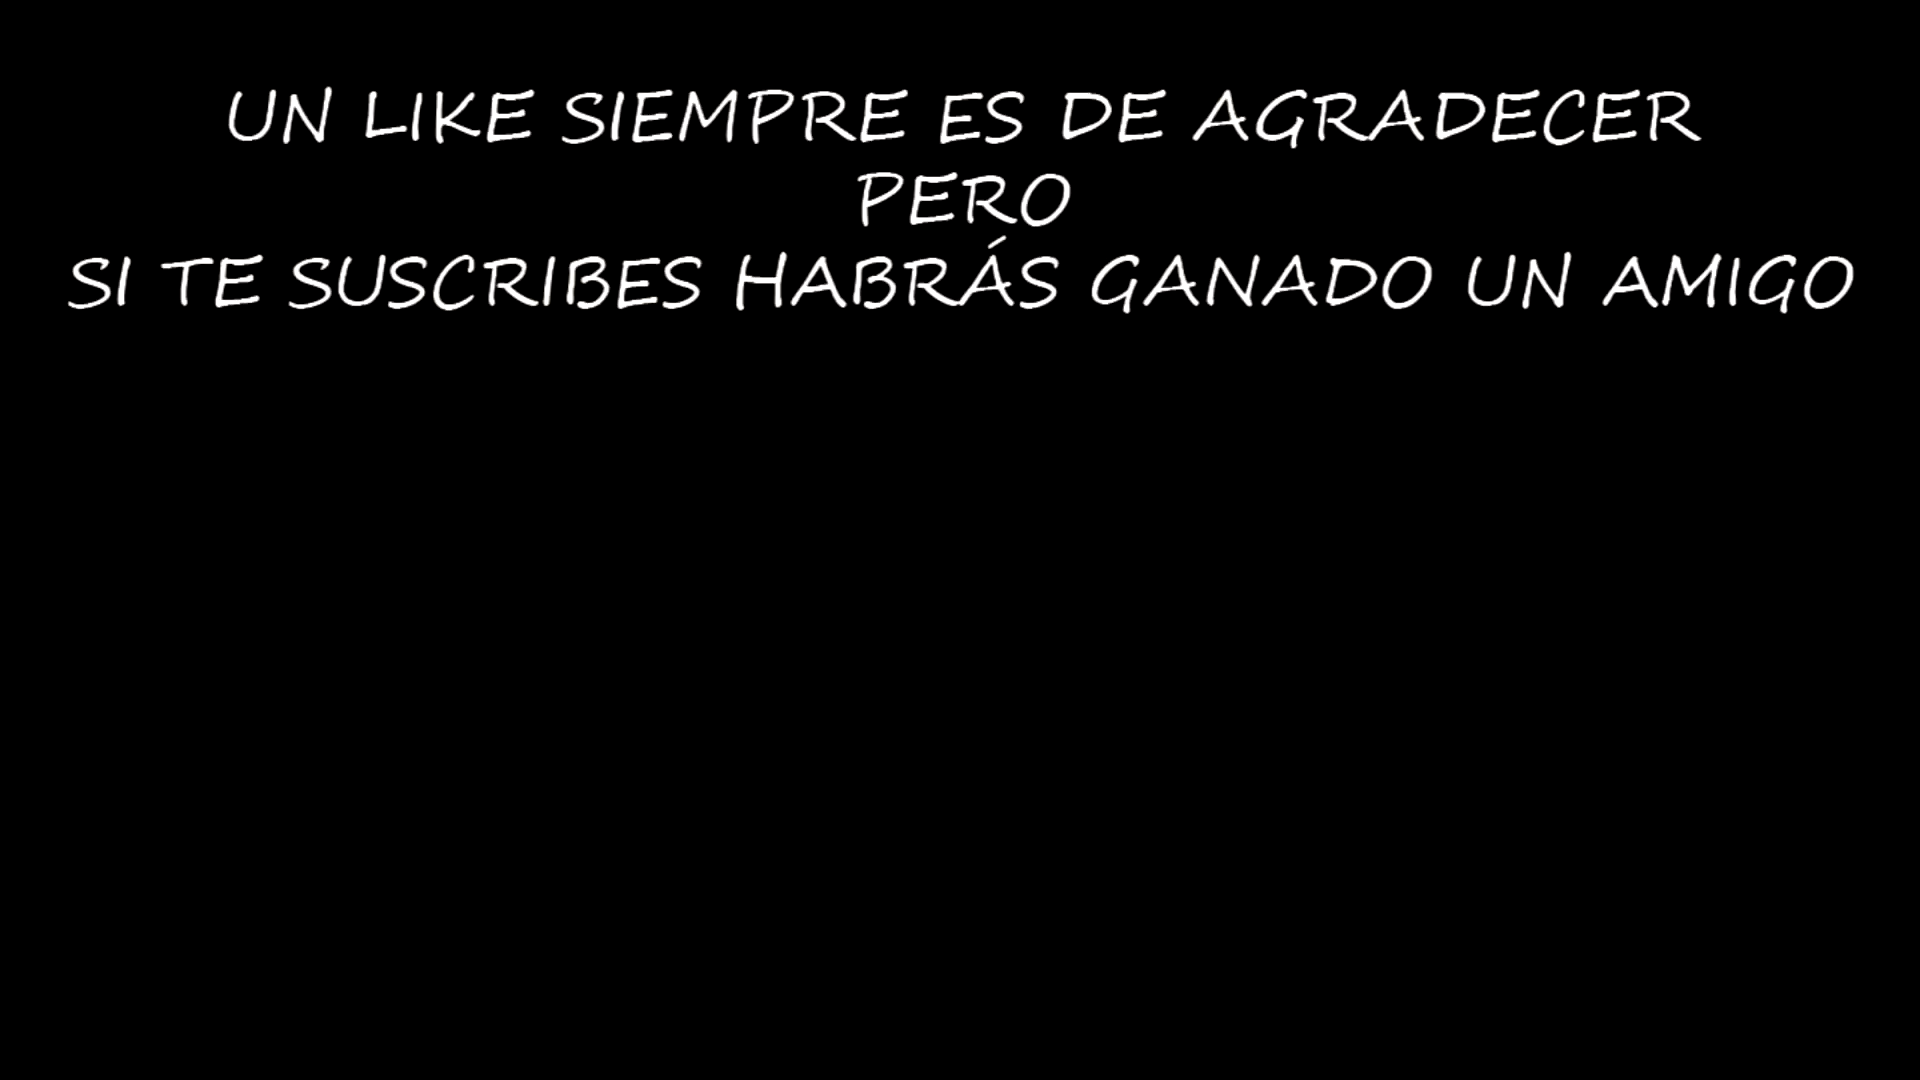 UN LIKE SIEMPRE ES DE AGRADECER
PERO
SI TE SUSCRIBES HABRÁS GANADO UN AMIGO